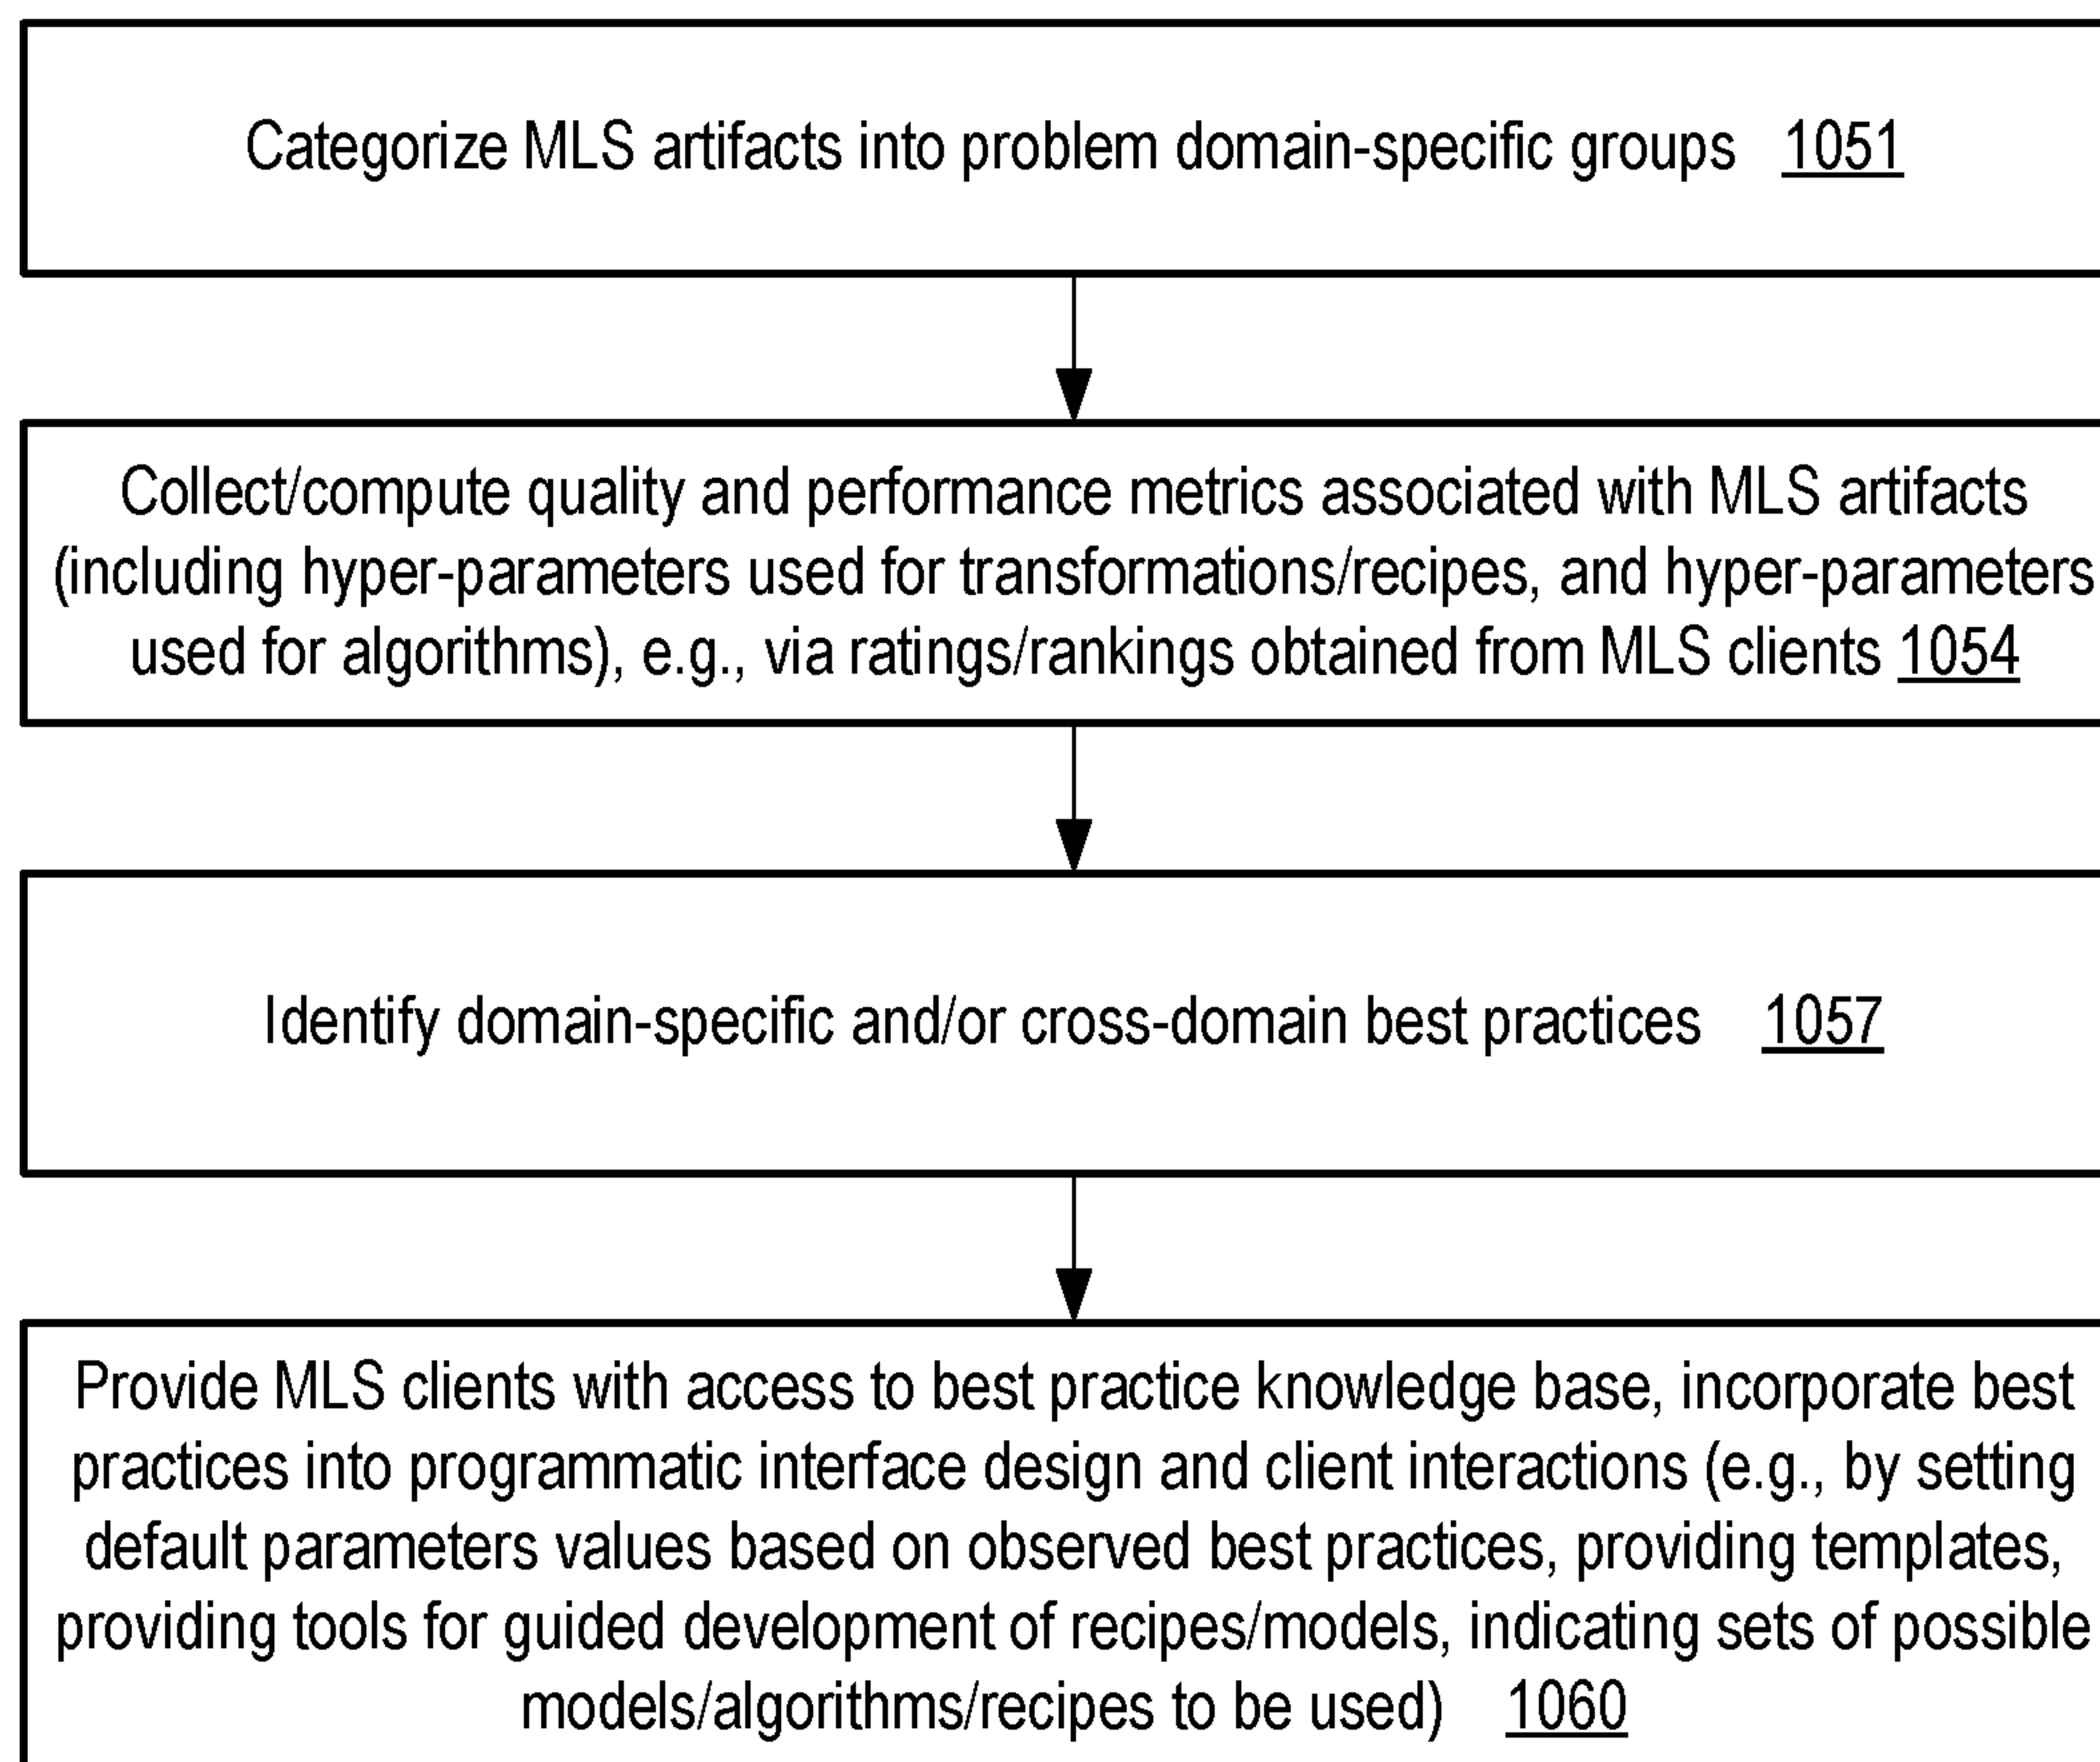 Categorize MLS artifacts into problem domain-specific groups 1051
Collect/compute quality and performance metrics associated with MLS artifacts
(including hyper-parameters used for transformations/recipes, and hyper-parameters
used for algorithms), e.g., via ratings/rankings obtained from MLS clients 1054
Identify domain-specific and/or cross-domain best practices 1057
Provide MLS clients with access to best practice knowledge base, incorporate best
practices into programmatic interface design and client interactions (e.g., by setting
default parameters values based on observed best practices, providing templates,
providing tools for guided development of recipes/models, indicating sets of possible
models/algorithms/recipes to be used) 1060